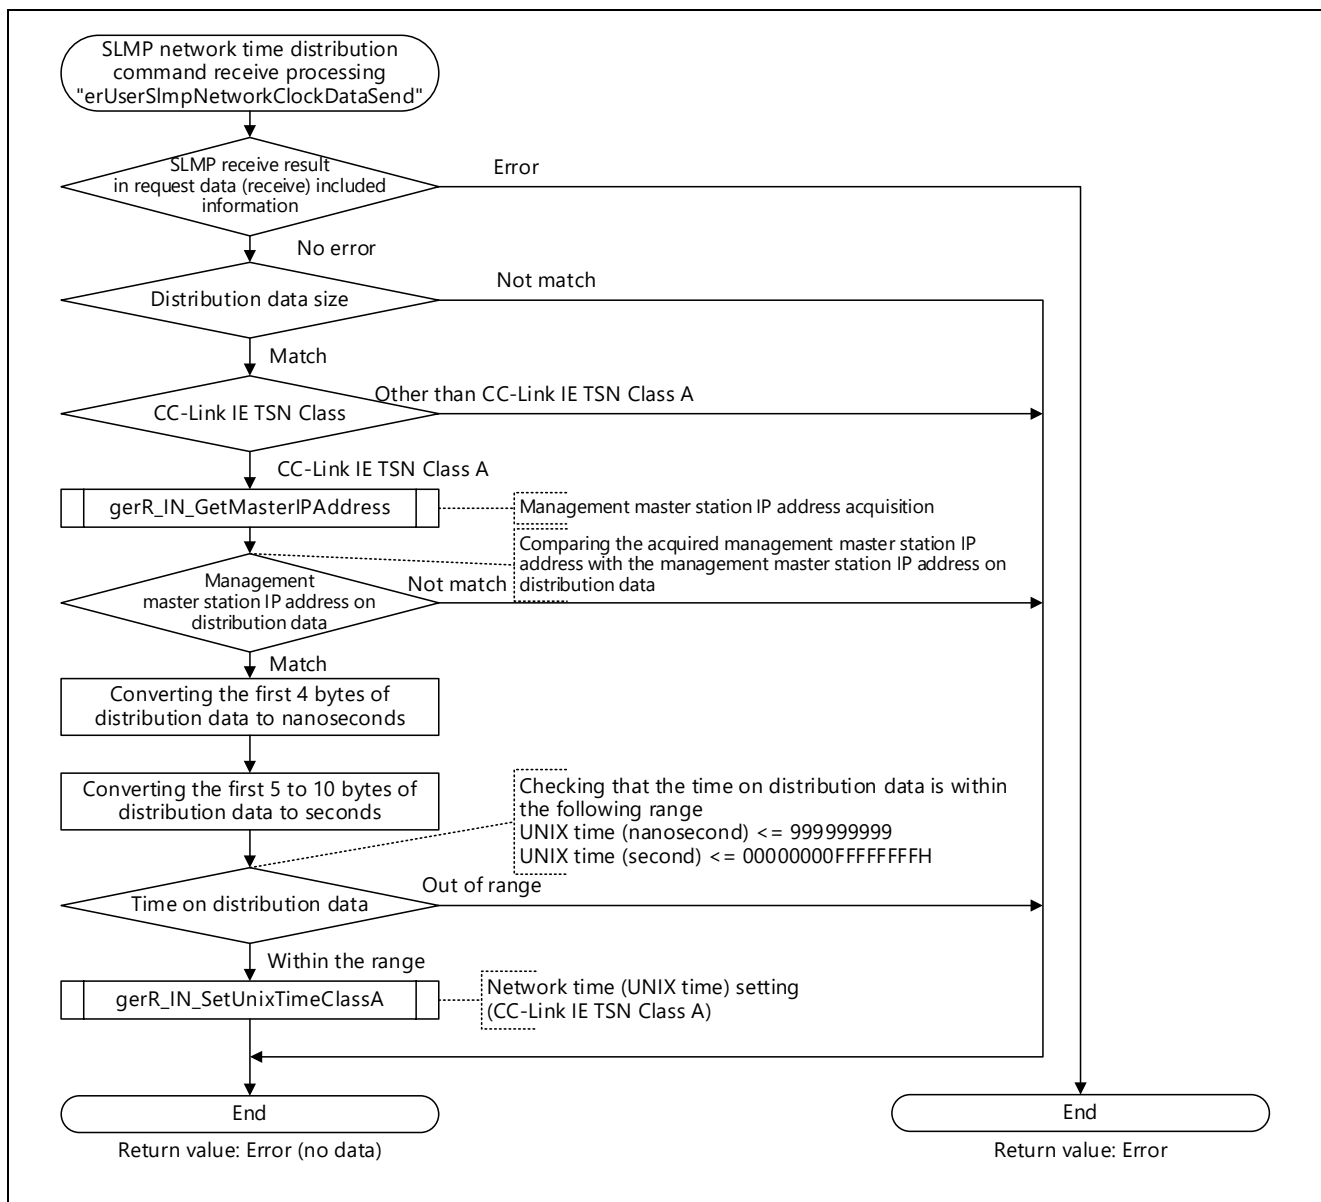 SLMP network time distribution
command receive processing
"erUserSlmpNetworkClockDataSend"
SLMP receive result
in request data (receive) included
information
Error
No error
Distribution data size
Not match
Match
CC-Link IE TSN Class
Other than CC-Link IE TSN Class A
CC-Link IE TSN Class A
gerR_IN_GetMasterIPAddress
Management master station IP address acquisition
Comparing the acquired management master station IP
address with the management master station IP address on
distribution data
Management
master station IP address on
distribution data
Not match
Match
Converting the first 4 bytes of
distribution data to nanoseconds
Converting the first 5 to 10 bytes of
distribution data to seconds
Checking that the time on distribution data is within
the following range
UNIX time (nanosecond) <= 999999999
UNIX time (second) <= 00000000FFFFFFFFH
Time on distribution data
Out of range
Within the range
gerR_IN_SetUnixTimeClassA
Network time (UNIX time) setting
(CC-Link IE TSN Class A)
End
Return value: Error (no data)
End
Return value: Error